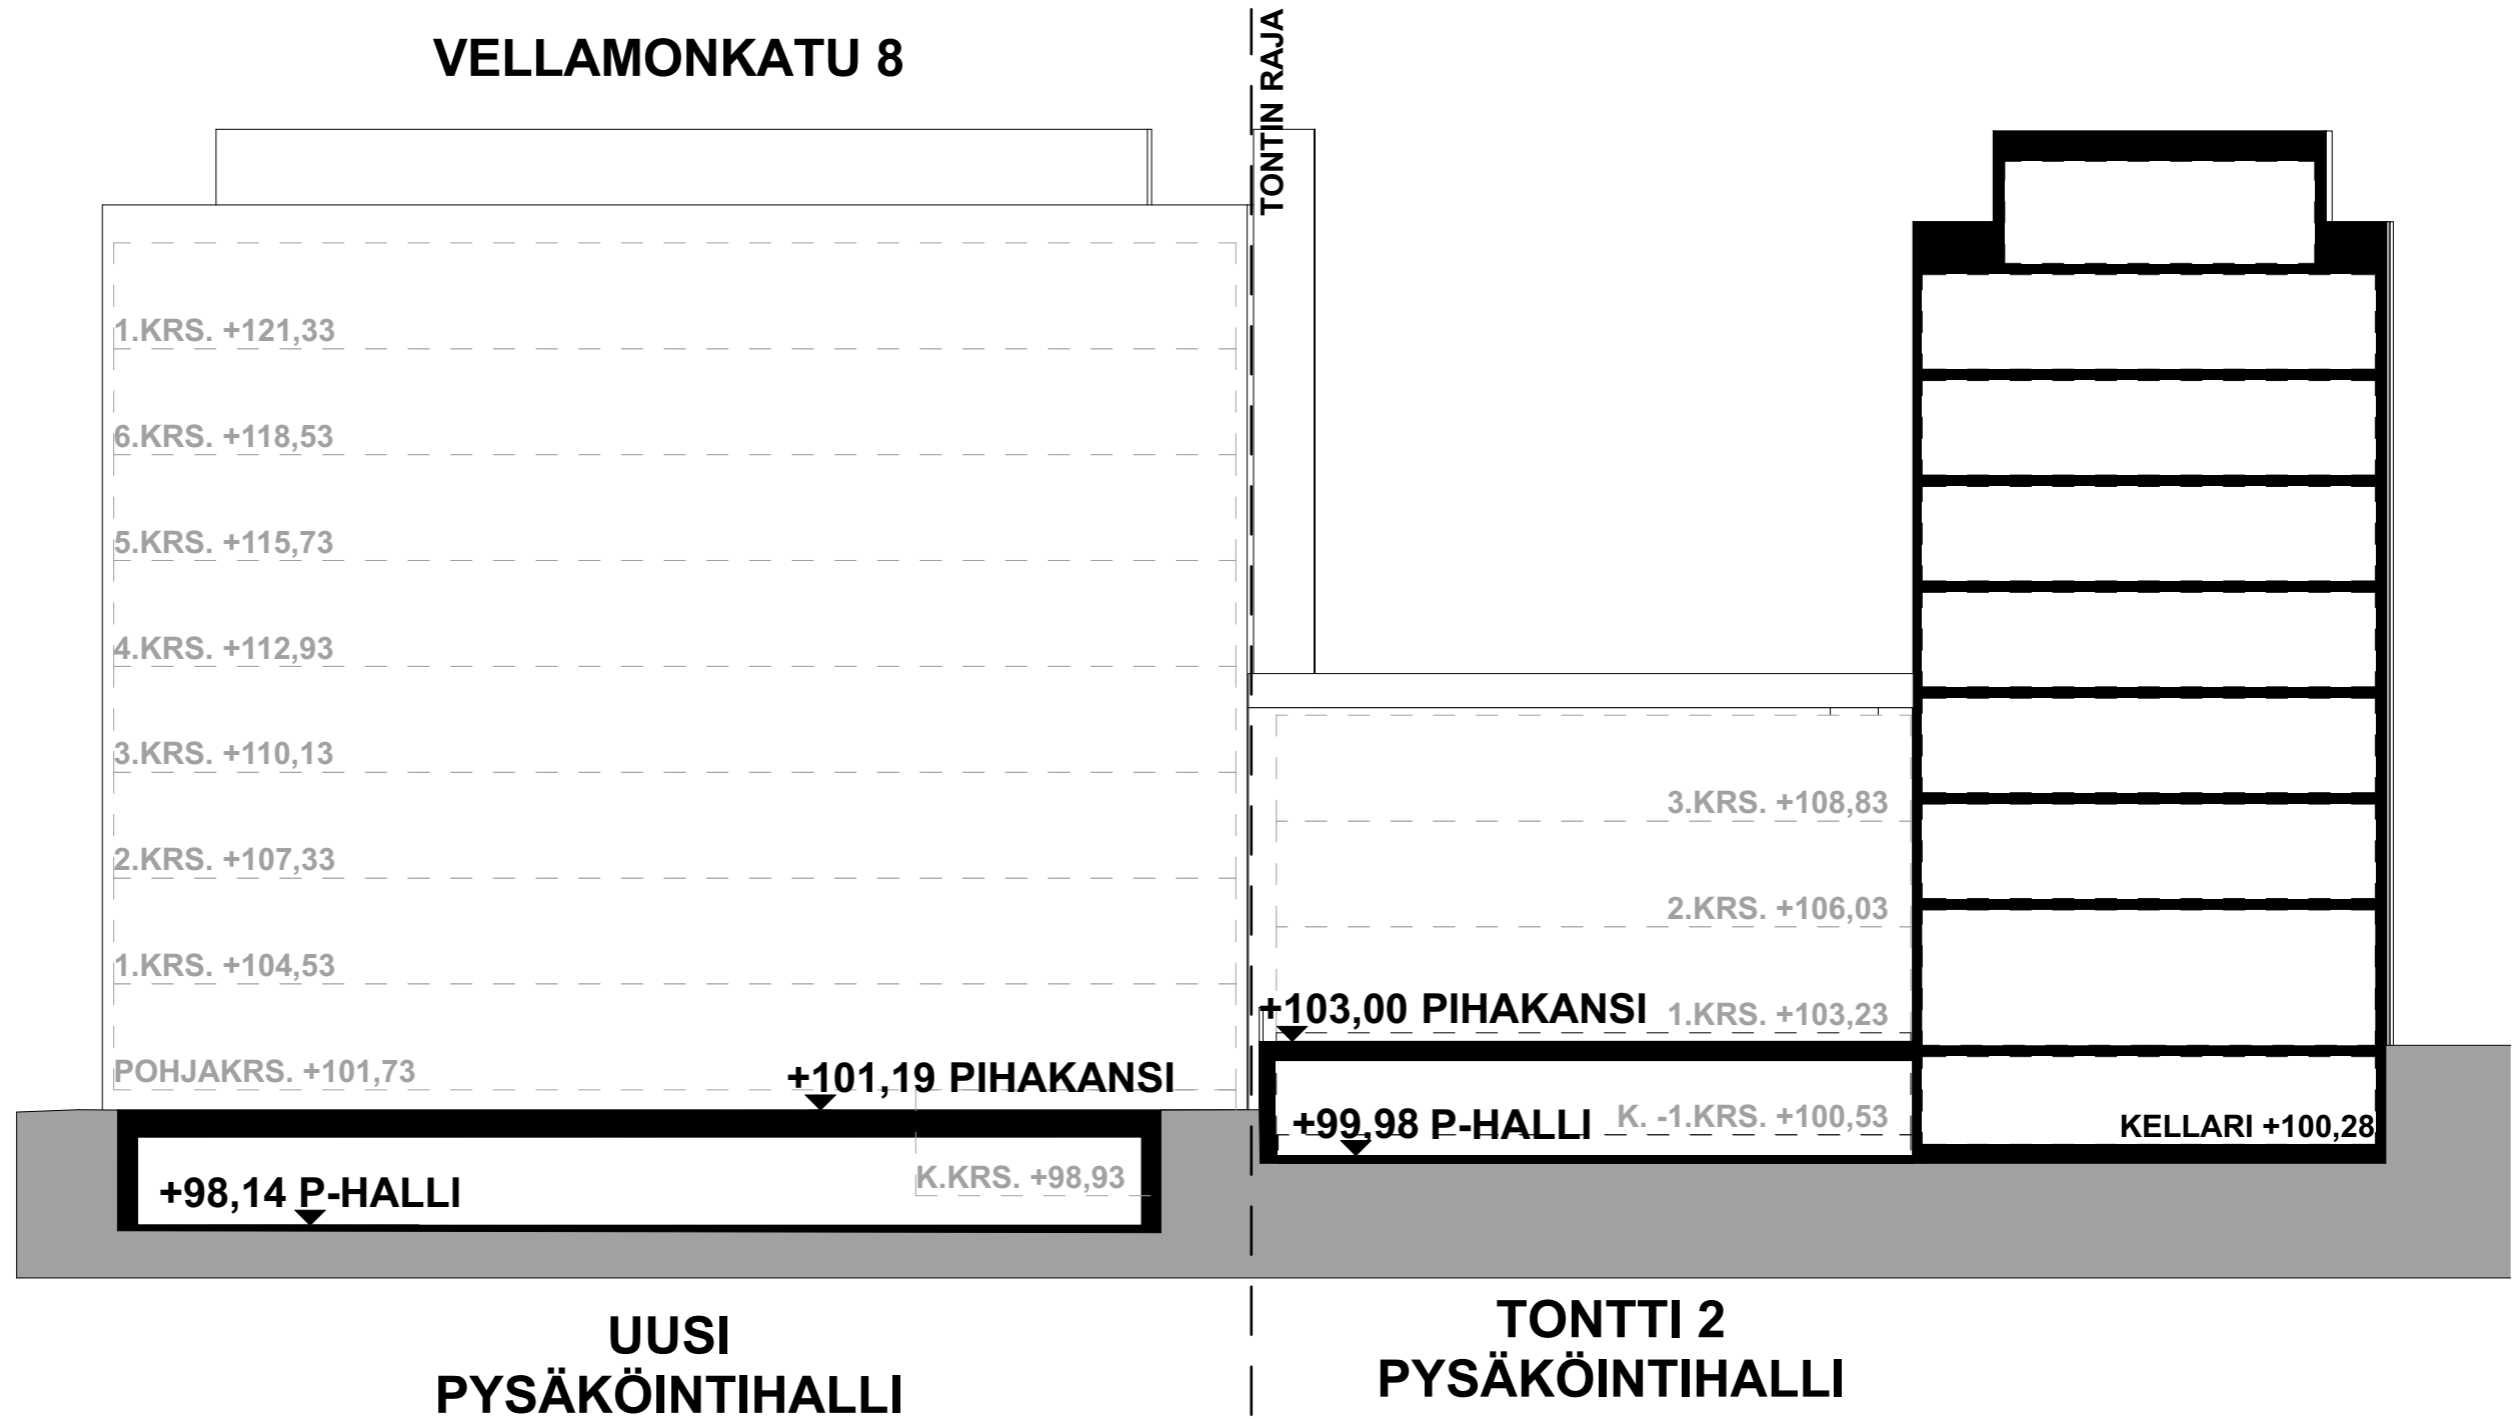 VELLAMONKATU 8
TONTIN RAJA
1.KRS. +121,33
6.KRS. +118,53
5.KRS. +115,73
4.KRS. +112,93
3.KRS. +110,13
2.KRS. +107,33
1.KRS. +104,53
POHJAKRS. +101,73
+101,19 PIHAKANSI
K.KRS. +98,93
+98,14 P-HALLI
3.KRS. +108,83
2.KRS. +106,03
+103,00 PIHAKANSI
1.KRS. +103,23
+99,98 P-HALLI
K. -1.KRS. +100,53
KELLARI +100,28
UUSI
PYSÄKÖINTIHALLI
TONTTI 2
PYSÄKÖINTIHALLI